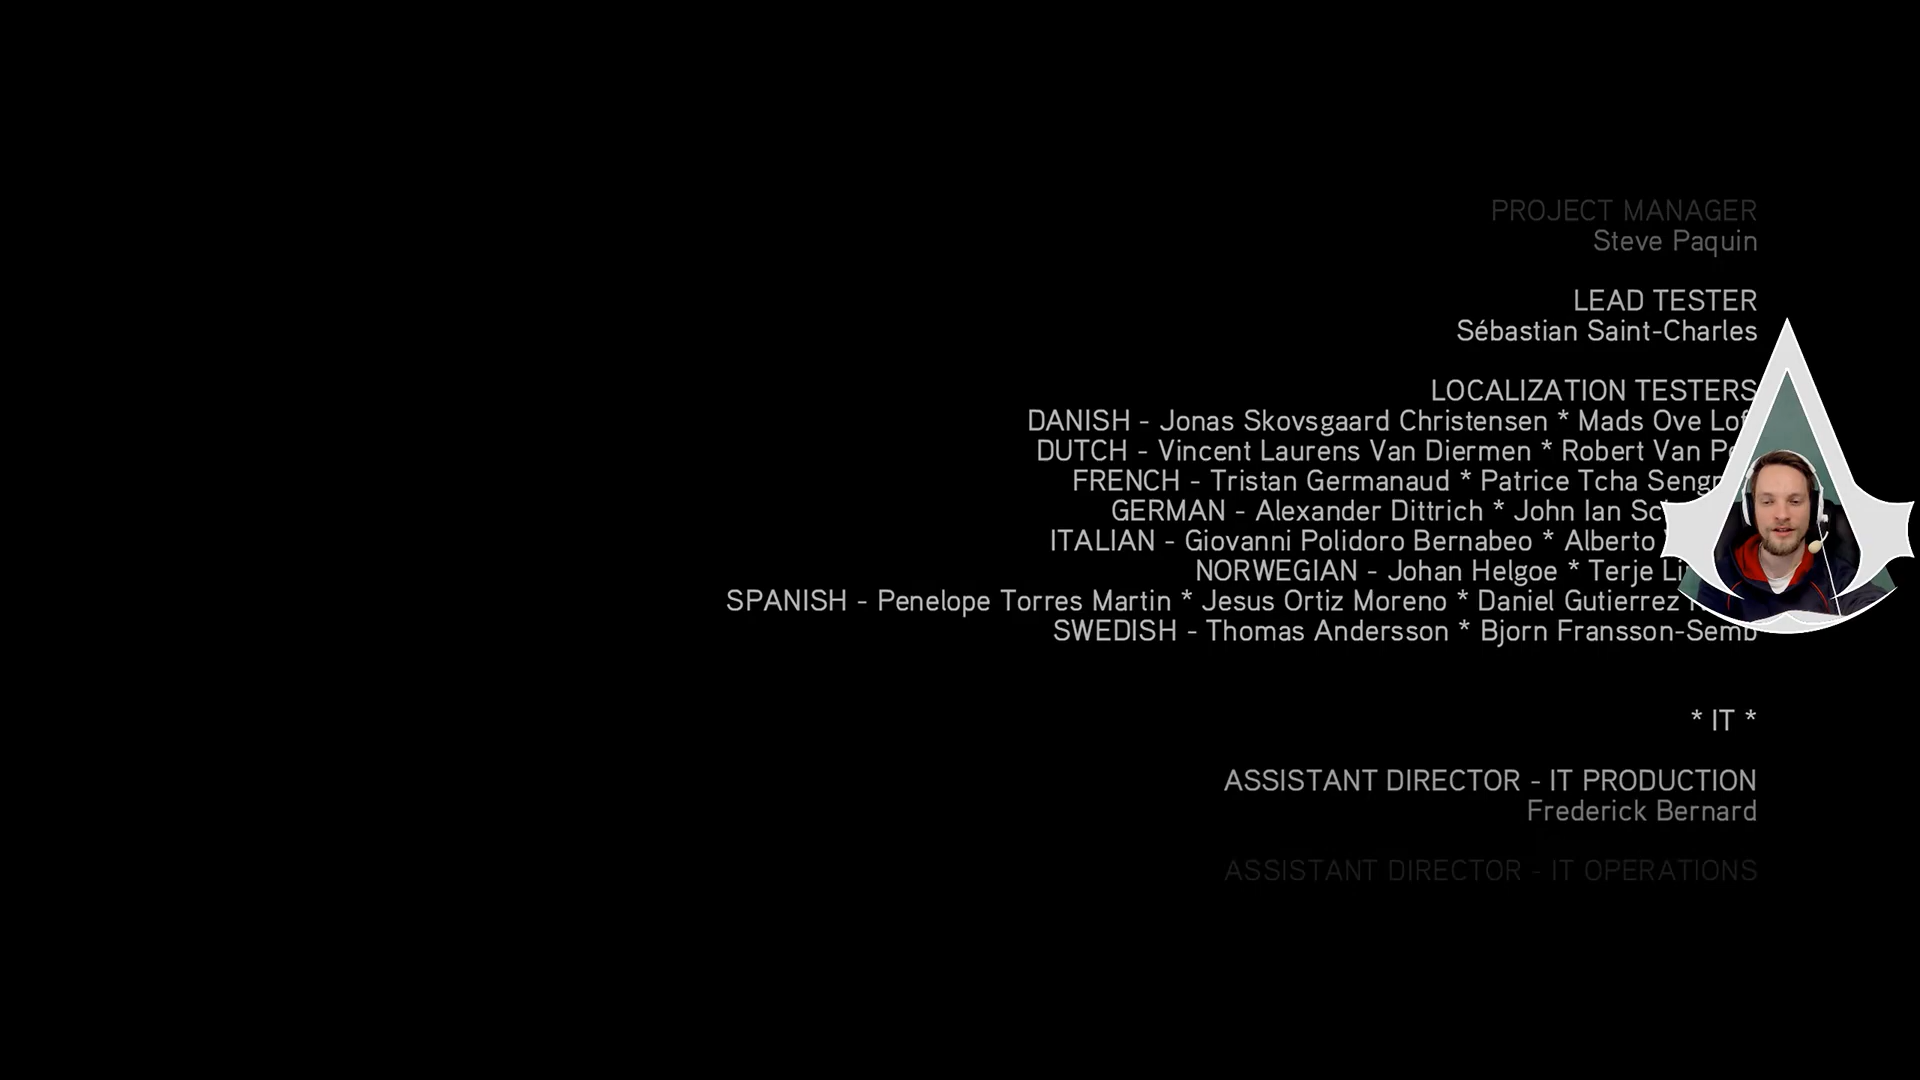 PROJECT MANAGER
Steve Paquin
LEAD TESTER
Sébastian Saint-Charles
LOCALIZATION TESTERS
DANISH - Jonas Skovsgaard Christensen * Mads Ove
DUTCH - Vincent Laurens Van Diermen * Robert Van
FRENCH - Tristan Germanaud * Patrice Tcha
GERMAN - Alexander Dittrich * John Ian
ITALIAN - Giovanni Polidoro Bernabeo * Alberto
NORWEGIAN - Johan Helgoe * Terje
SPANISH - Penelope Torres Martin * Jesus Ortiz Moreno * Daniel Gutierrez
SWEDISH - Thomas Andersson * Bjorn Fransson-Semb
* IT *
ASSISTANT DIRECTOR - IT PRODUCTION
Frederick Bernard
ASSISTANT DIRECTOR - IT OPERATIONS